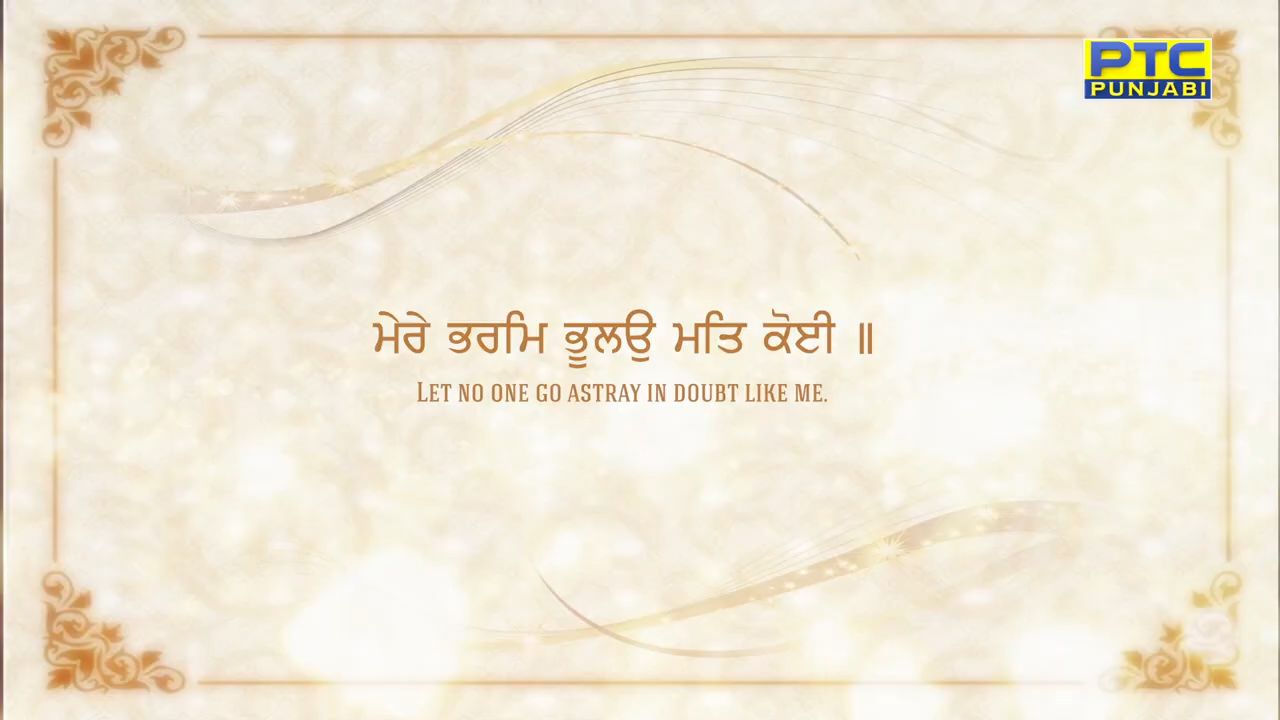 PTC
PUNJABI
ਮੇਰੇ ਭਰਮਿ ਭੂਲਉ ਮਤਿ ਕੋਈ ॥
Let no one go astray in doubt like me.